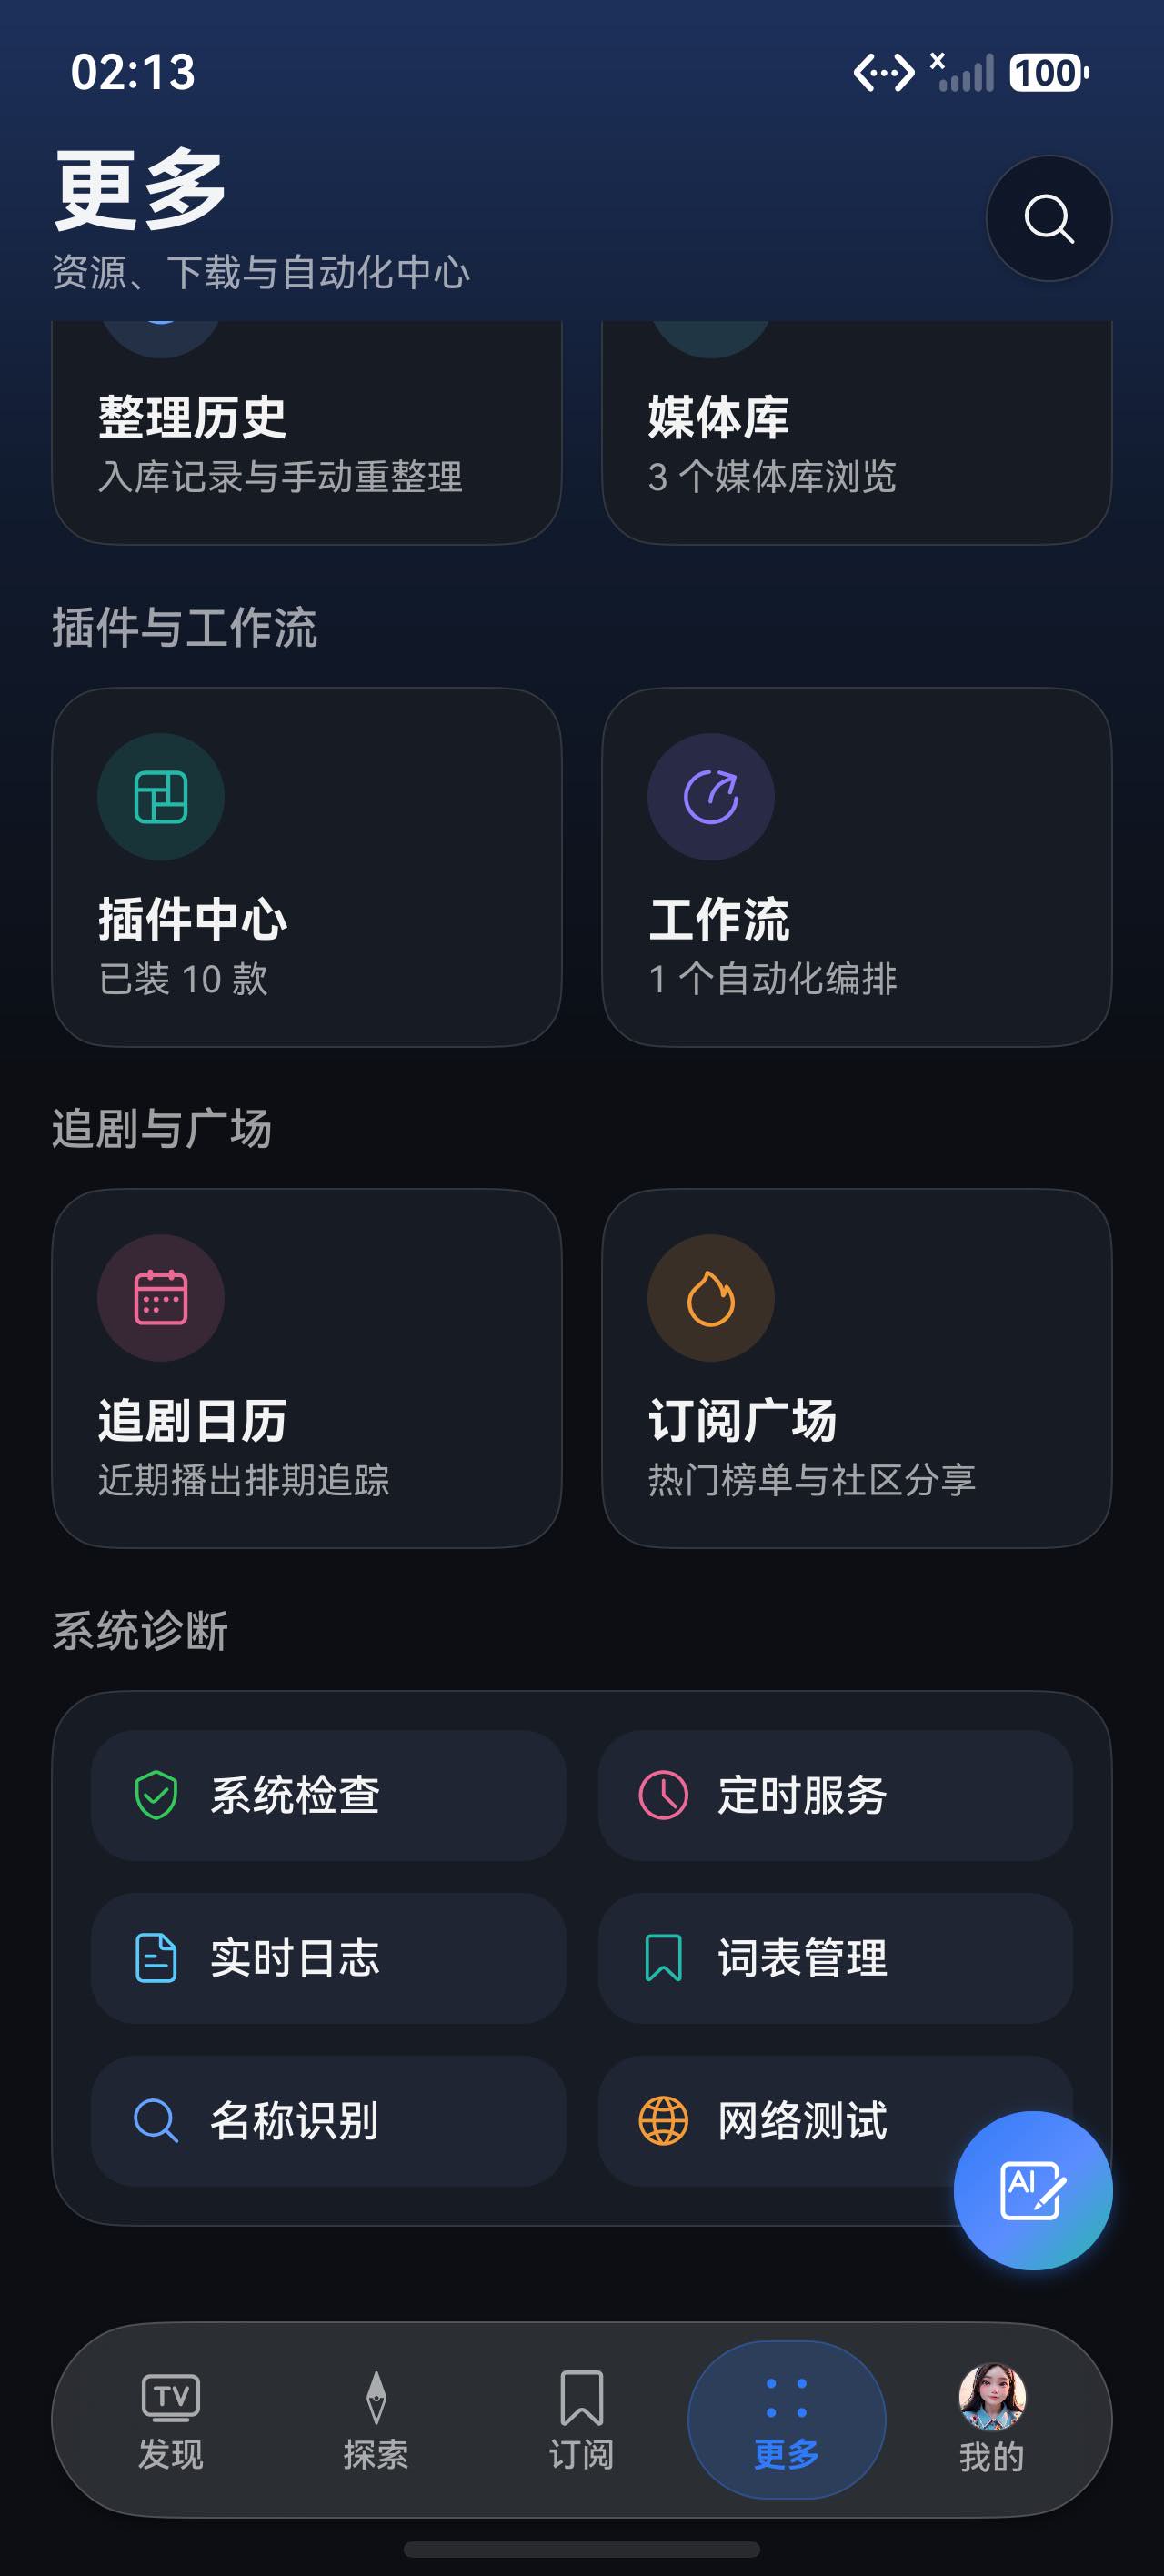 02:13
100
更多
资源、下载与自动化中心
整理历史
入库记录与手动重整理
媒体库
3 个媒体库浏览
插件与工作流
插件中心
已装 10 款
工作流
1 个自动化编排
追剧与广场
追剧日历
近期播出排期追踪
订阅广场
热门榜单与社区分享
系统诊断
系统检查
定时服务
实时日志
词表管理
名称识别
网络测试
AI
TV
发现
探索
订阅
更多
我的